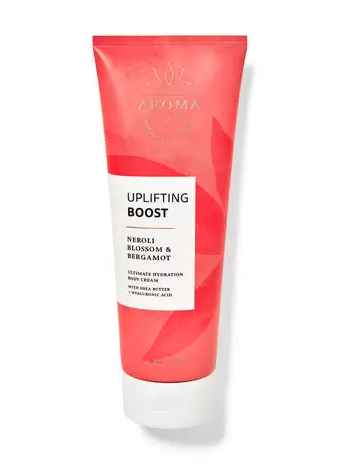 AROMA
UPLIFTING
BOOST
NEROLI
BLOSSOM &
BERGAMOT
ULTIMATE HYDRATION
BODY CREAM
WITH SHEA BUTTER
+ HYALURONIC ACID